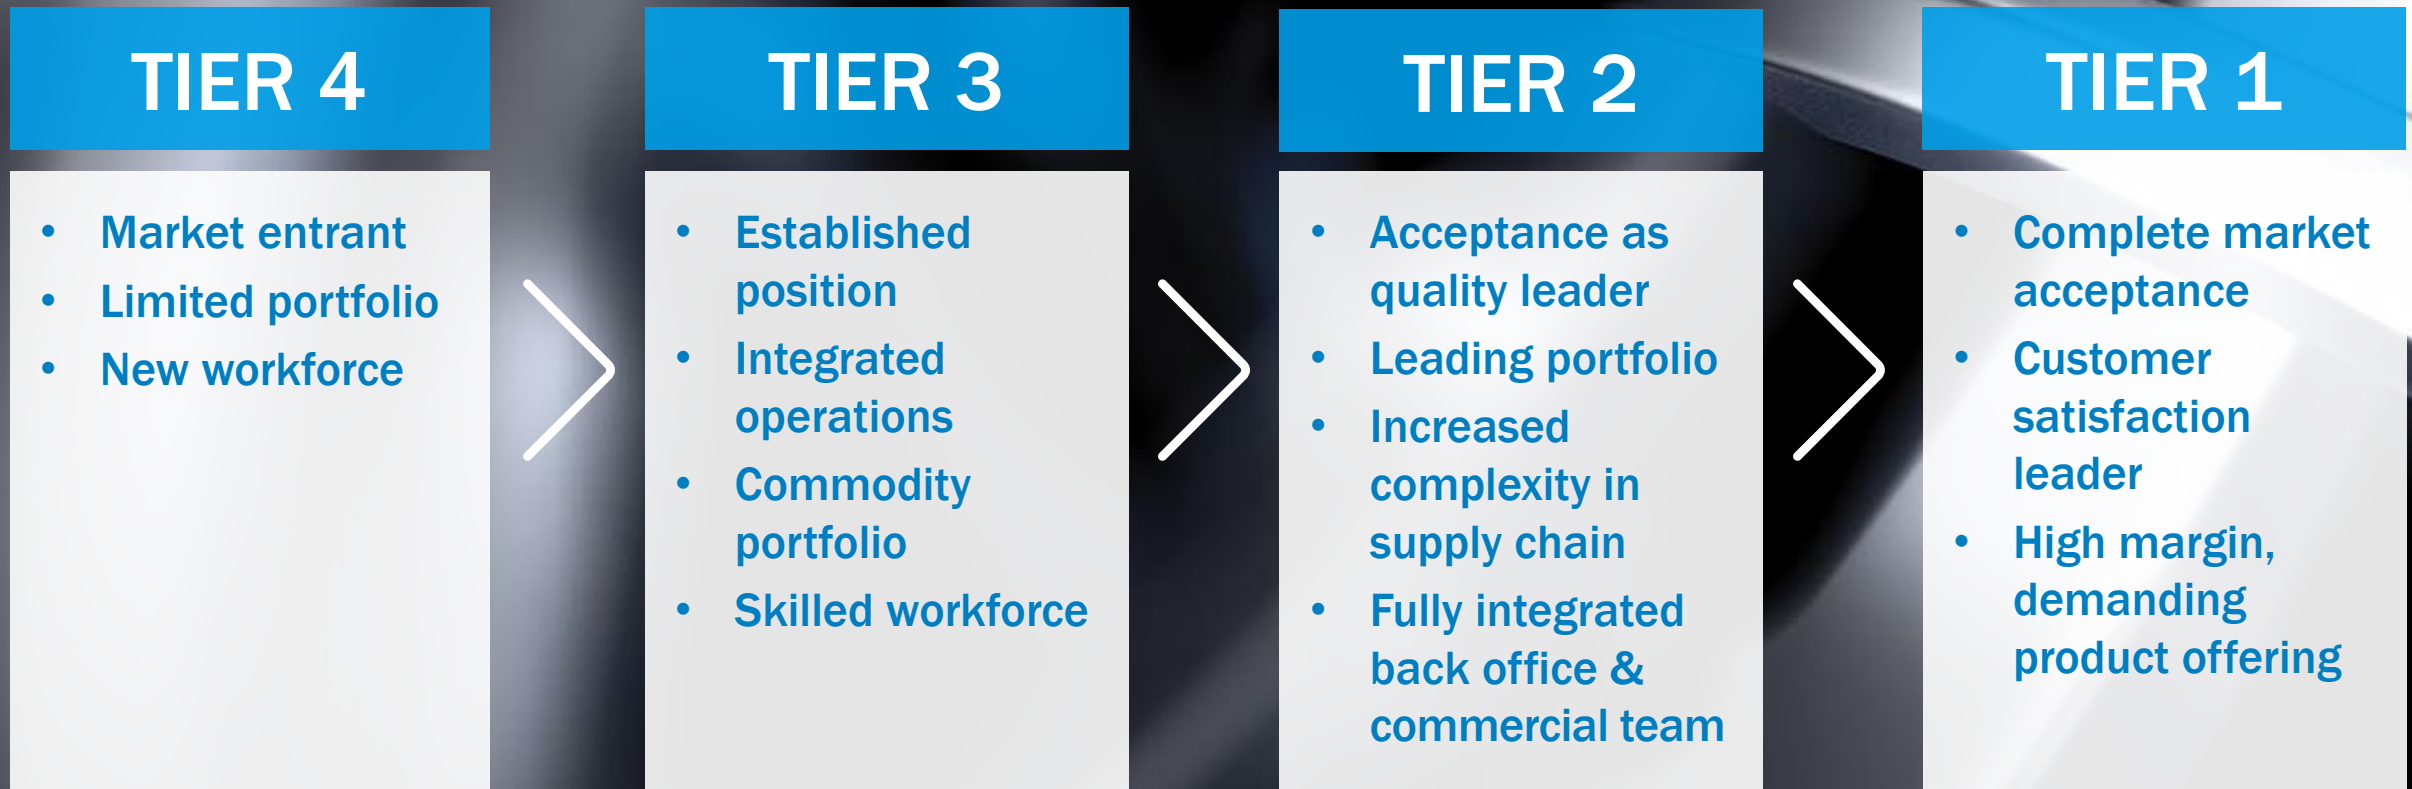 TIER 4
• Market entrant
• Limited portfolio
• New workforce
TIER 3
• Established
position
• Integrated
operations
• Commodity
portfolio
• Skilled workforce
TIER 2
• Acceptance as
quality leader
• Leading portfolio
• Increased
complexity in
supply chain
• Fully integrated
back office &
commercial team
TIER 1
• Complete market
acceptance
• Customer
satisfaction
leader
• High margin,
demanding
product offering